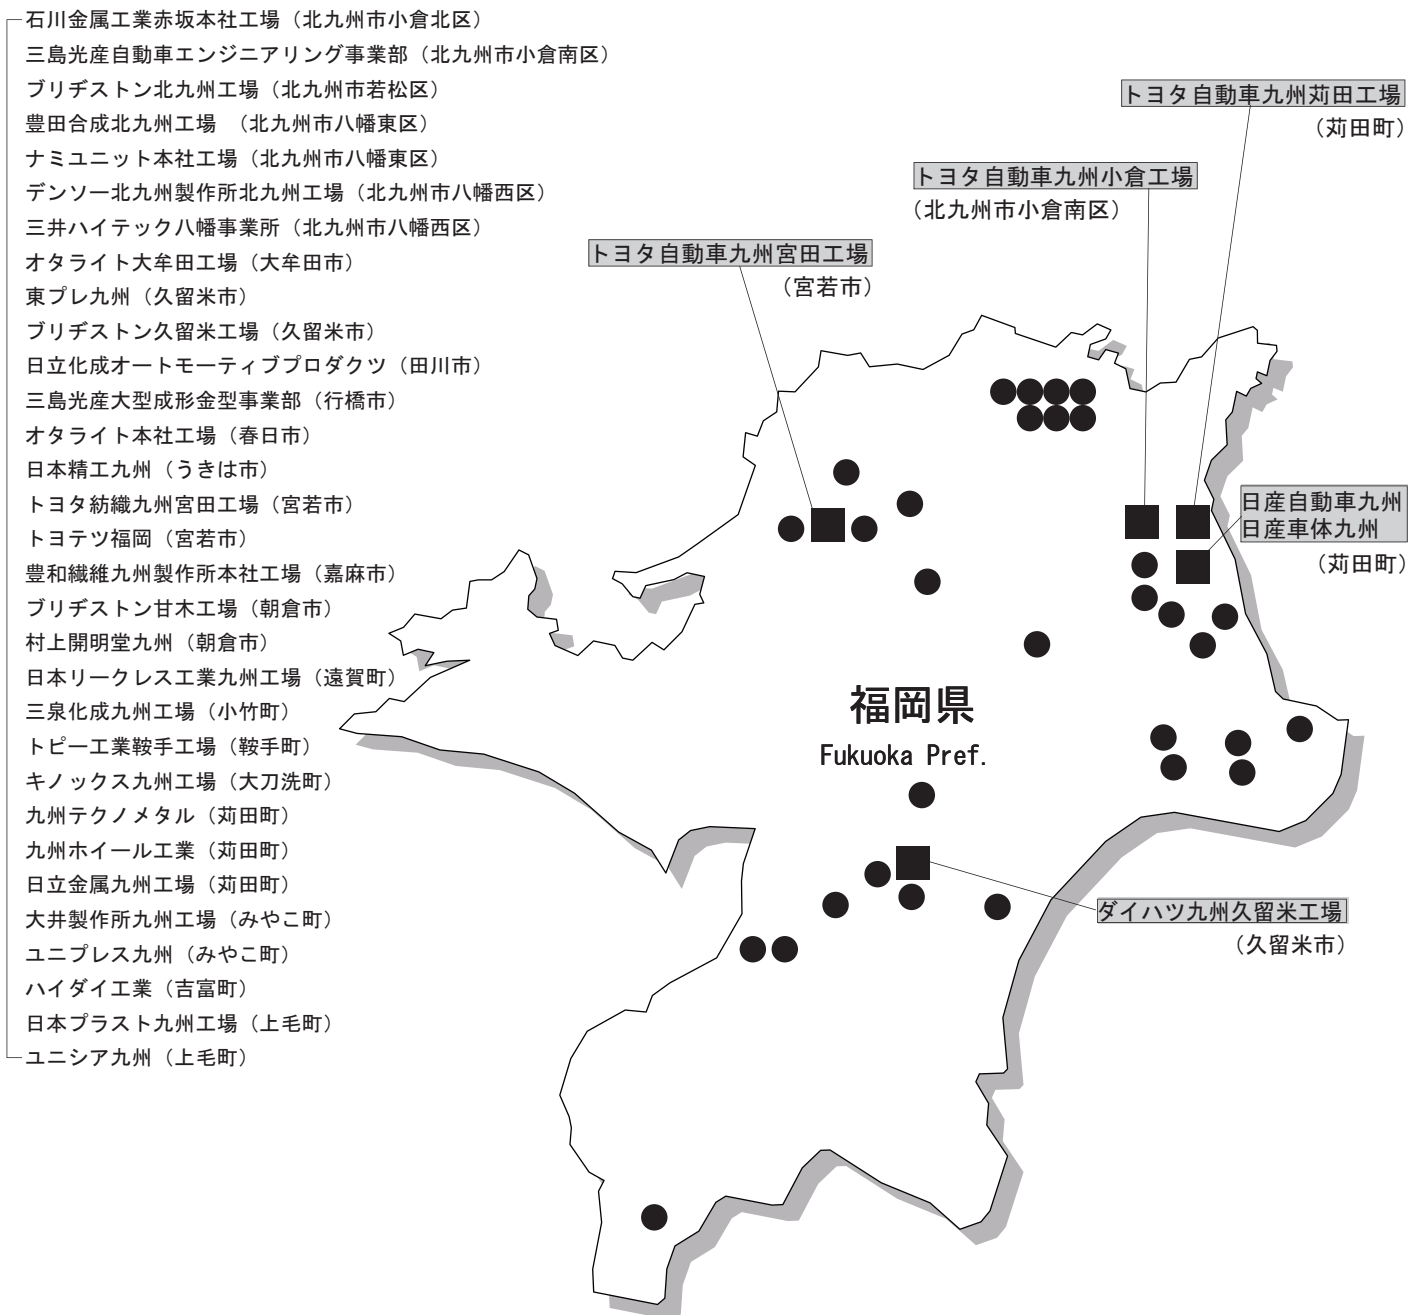 石川金属工業赤坂本社工場（北九州市小倉北区）
三島光産自動車エンジニアリング事業部（北九州市小倉南区）
ブリヂストン北九州工場（北九州市若松区）
豊田合成北九州工場　（北九州市八幡東区）
ナミユニット本社工場（北九州市八幡東区）
デンソー北九州製作所北九州工場（北九州市八幡西区）
三井ハイテック八幡事業所（北九州市八幡西区）
オタライト大牟田工場（大牟田市）
東プレ九州（久留米市）
ブリヂストン久留米工場（久留米市）
日立化成オートモーティブプロダクツ（田川市）
三島光産大型成形金型事業部（行橋市）
オタライト本社工場（春日市）
日本精工九州（うきは市）
トヨタ紡織九州宮田工場（宮若市）
トヨテツ福岡（宮若市）
豊和繊維九州製作所本社工場（嘉麻市）
ブリヂストン甘木工場（朝倉市）
村上開明堂九州（朝倉市）
日本リークレス工業九州工場（遠賀町）
三泉化成九州工場（小竹町）
トピー工業鞍手工場（鞍手町）
キノックス九州工場（大刀洗町）
九州テクノメタル（苅田町）
九州ホイール工業（苅田町）
日立金属九州工場（苅田町）
大井製作所九州工場（みやこ町）
ユニプレス九州（みやこ町）
ハイダイ工業（吉富町）
日本プラスト九州工場（上毛町）
ユニシア九州（上毛町）
トヨタ自動車九州苅田工場
（苅田町）
トヨタ自動車九州小倉工場
（北九州市小倉南区）
トヨタ自動車九州宮田工場
（宮若市）
日産自動車九州
日産車体九州
（苅田町）
福岡県
Fukuoka Pref.
ダイハツ九州久留米工場
（久留米市）